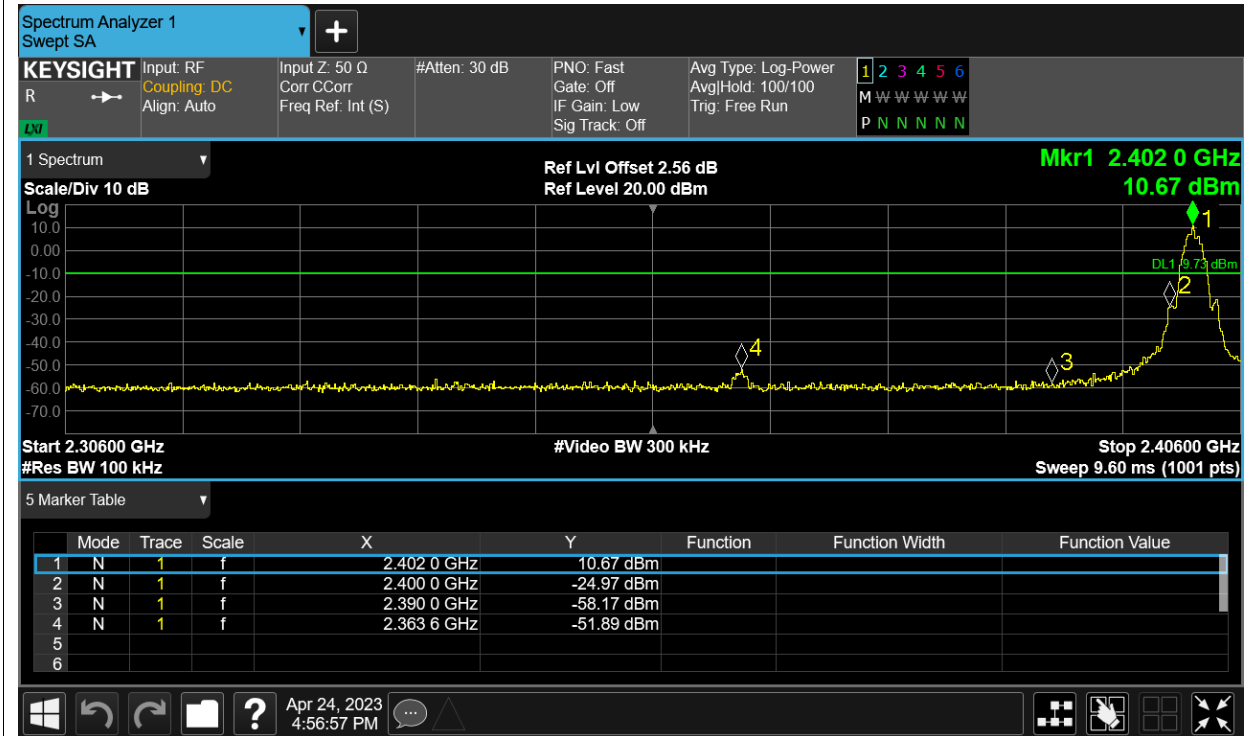 Spectrum Analyzer 1
Swept SA
KEYSIGHT
R
LXI
Input: RF
Coupling: DC
Align: Auto
Input Z: 50 Ω
Corr CCorr
Freq Ref: Int (S)
#Atten: 30 dB
PNO: Fast
Gate: Off
IF Gain: Low
Sig Track: Off
Avg Type: Log-Power
Avg|Hold: 100/100
Trig: Free Run
1 2 3 4 5 6
M W W W W W
P N N N N N
1 Spectrum
Scale/Div 10 dB
Ref Lvl Offset 2.56 dB
Ref Level 20.00 dBm
Mkr1 2.402 0 GHz
10.67 dBm
Log
10.0
0.00
-10.0
-20.0
-30.0
-40.0
-50.0
-60.0
-70.0
1
DL1 -9.73 dBm
2
3
4
Start 2.30600 GHz
#Video BW 300 kHz
Stop 2.40600 GHz
#Res BW 100 kHz
Sweep 9.60 ms (1001 pts)
5 Marker Table
Mode Trace Scale X Y Function Function Width Function Value
1 N 1 f 2.402 0 GHz 10.67 dBm
2 N 1 f 2.400 0 GHz -24.97 dBm
3 N 1 f 2.390 0 GHz -58.17 dBm
4 N 1 f 2.363 6 GHz -51.89 dBm
5
6
?
Apr 24, 2023
4:56:57 PM